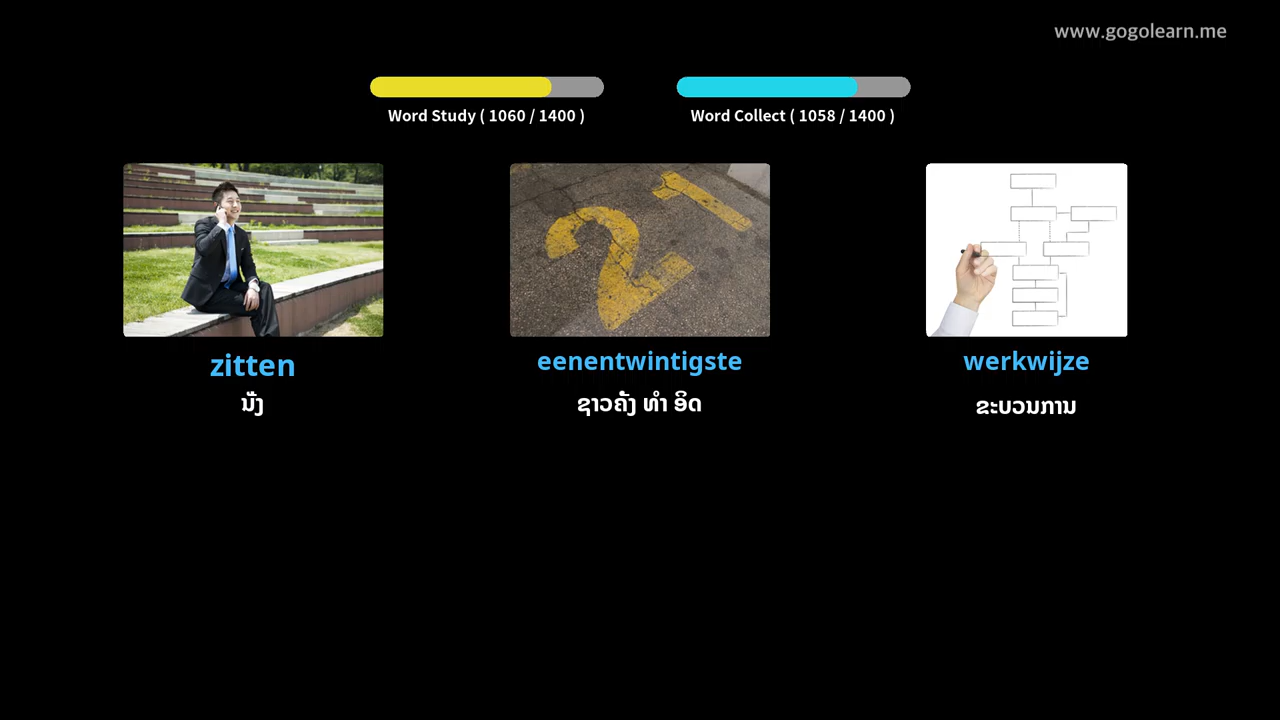 www.gogolearn.me
Word Study ( 1060 / 1400 )
Word Collect ( 1058 / 1400 )
21
zitten
eenentwintigste
werkwijze
ນັ່ງ
ຊາວຄັ້ງ ທຳ ອິດ
ຂະບວນການ